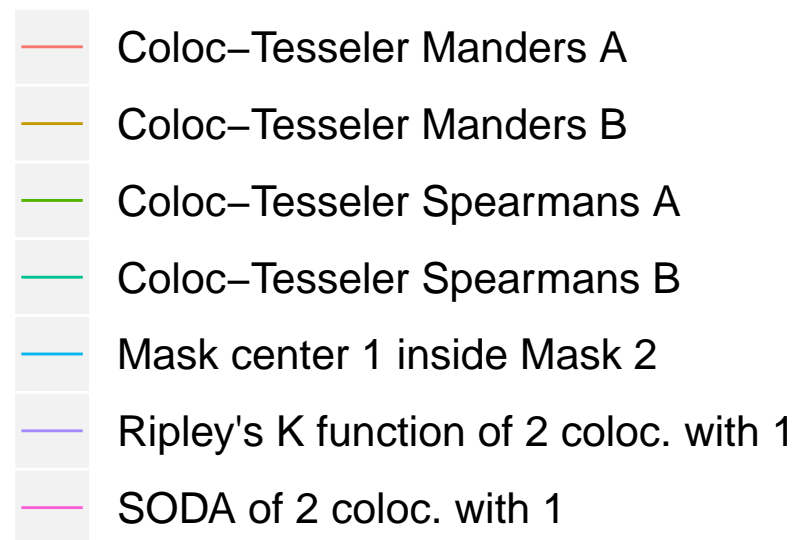 Coloc−Tesseler Manders A
Coloc−Tesseler Manders B
Coloc−Tesseler Spearmans A
Coloc−Tesseler Spearmans B
Mask center 1 inside Mask 2
Ripley's K function of 2 coloc. with 1
SODA of 2 coloc. with 1